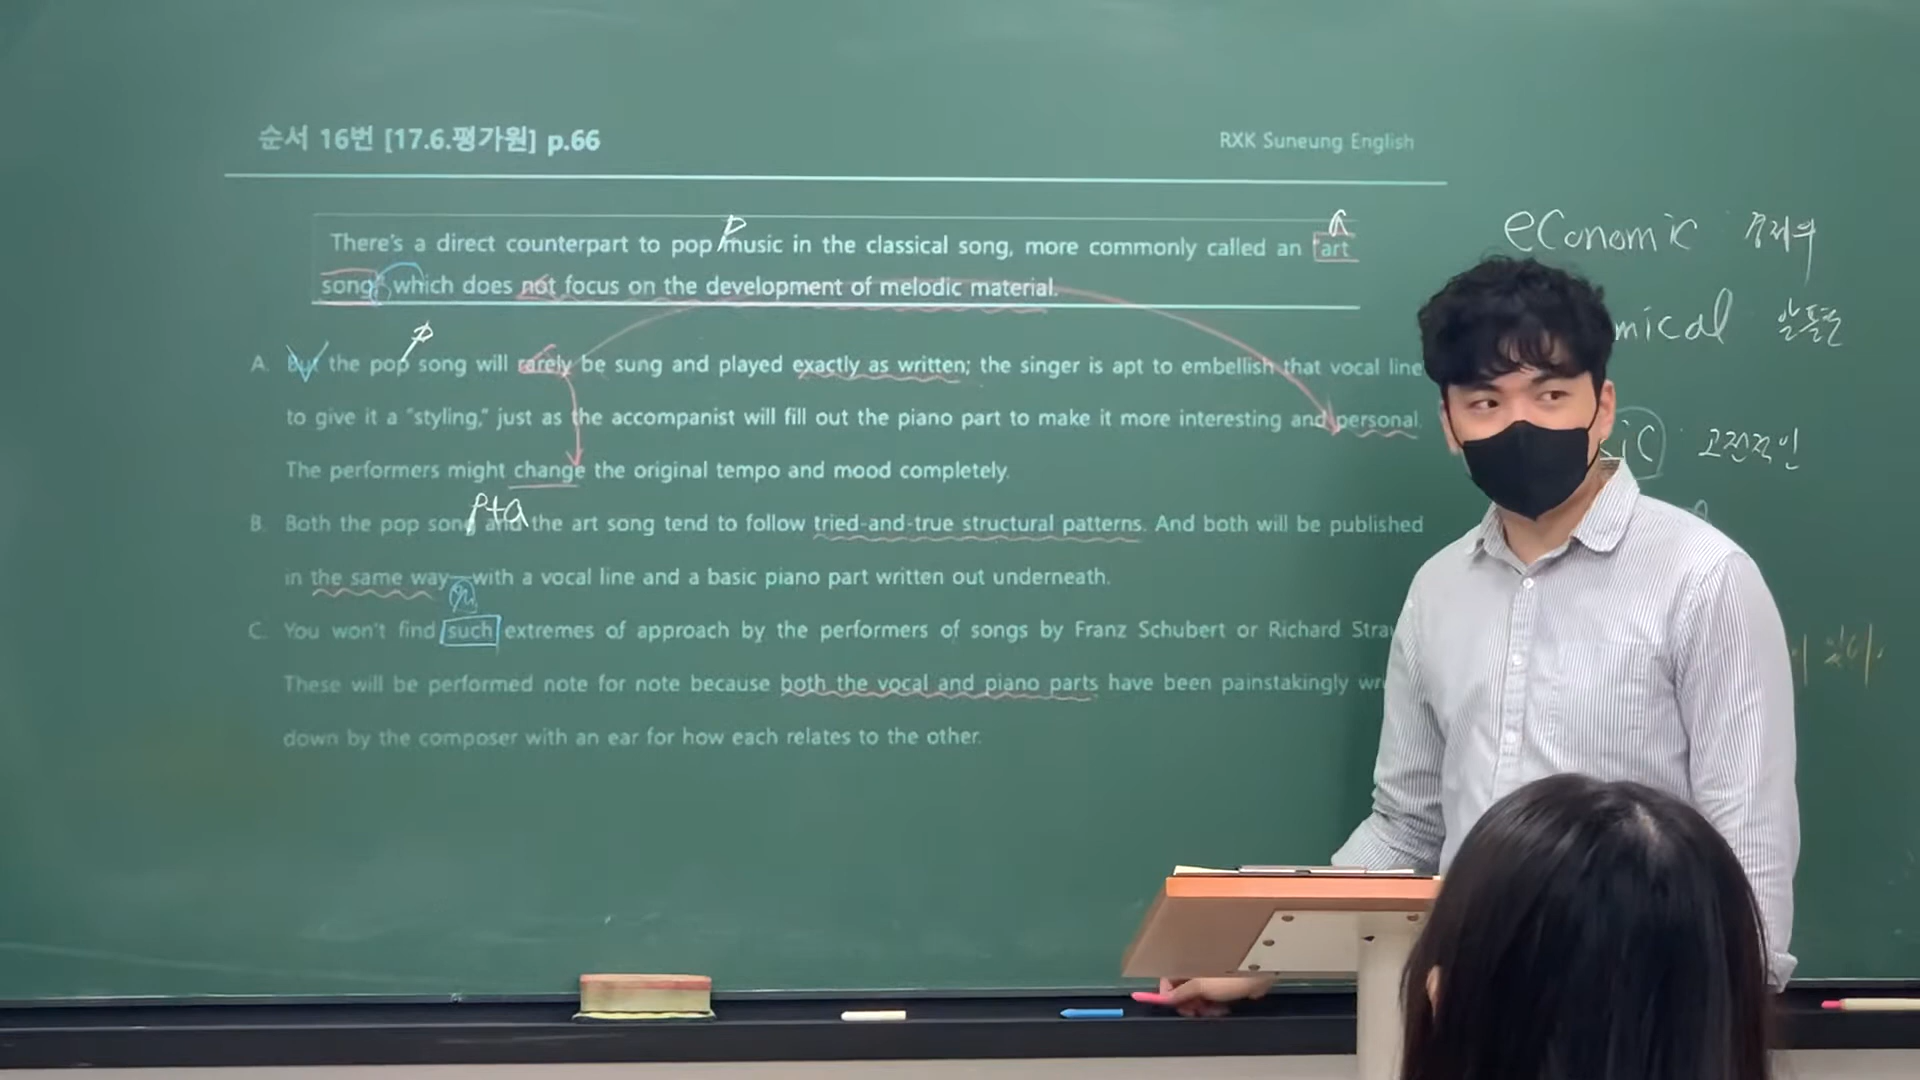 순서 16번 [17.6.평가원] p.66
RXK Suneung English
P
a
There's a direct counterpart to pop music in the classical song, more commonly called an "art
song," which does not focus on the development of melodic material.
p
A. But the pop song will rarely be sung and played exactly as written; the singer is apt to embellish that vocal line
to give it a "styling," just as the accompanist will fill out the piano part to make it more interesting and personal.
The performers might change the original tempo and mood completely.
p+a
B. Both the pop song and the art song tend to follow tried-and-true structural patterns. And both will be published
in the same way—with a vocal line and a basic piano part written out underneath.
C. You won't find such extremes of approach by the performers of songs by Franz Schubert or Richard
These will be performed note for note because both the vocal and piano parts have been painstakingly
down by the composer with an ear for how each relates to the other.
economic 경제의
mical 알뜰한
ic 고전적인